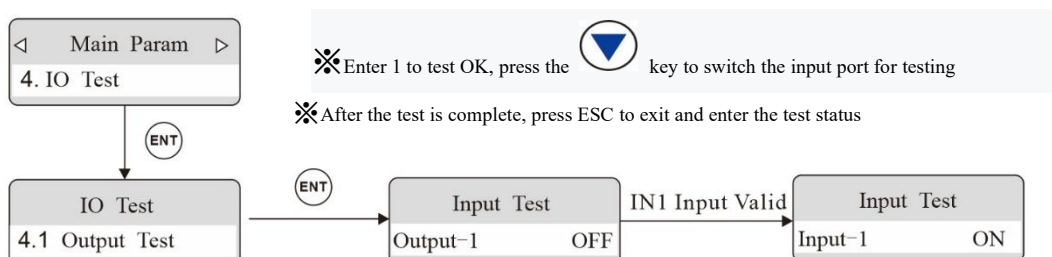 Main Param
4. IO Test
※Enter 1 to test OK, press the key to switch the input port for testing
※After the test is complete, press ESC to exit and enter the test status
ENT
IO Test
4.1 Output Test
ENT
Input Test
Output-1 OFF
IN1 Input Valid
Input Test
Input-1 ON